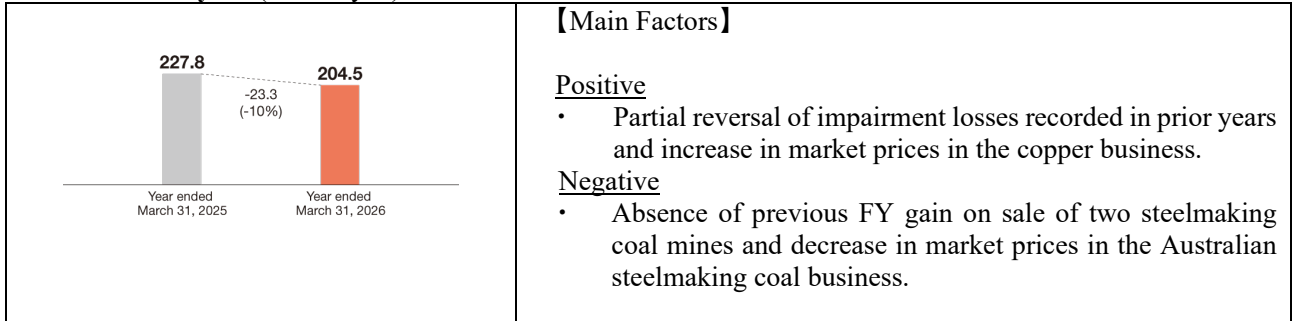 227.8
204.5
-23.3
(-10%)
Year ended
March 31, 2025
Year ended
March 31, 2026
【Main Factors】
Positive
・ Partial reversal of impairment losses recorded in prior years
and increase in market prices in the copper business.
Negative
・ Absence of previous FY gain on sale of two steelmaking
coal mines and decrease in market prices in the Australian
steelmaking coal business.